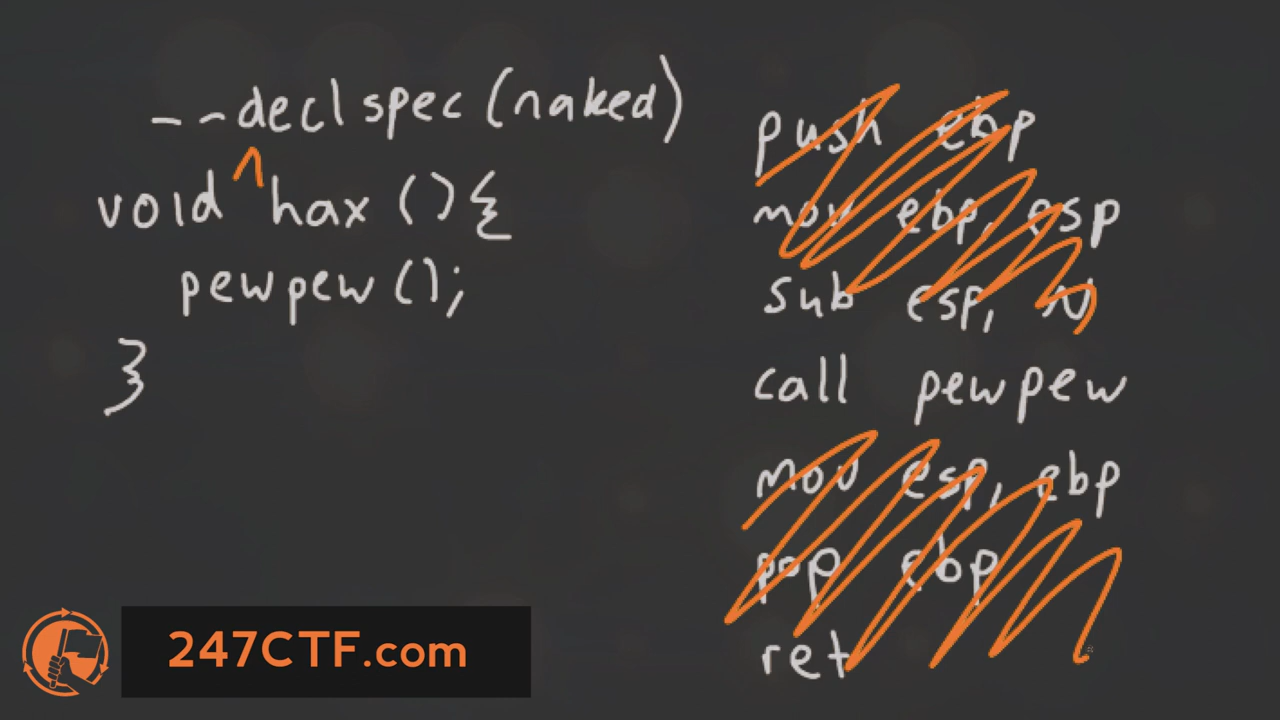 __declspec(naked)
void ^ hax (){
pewpew();
}
push ebp
mov ebp, esp
sub esp, N
call pewpew
mov esp, ebp
pop ebp
ret
247CTF.com